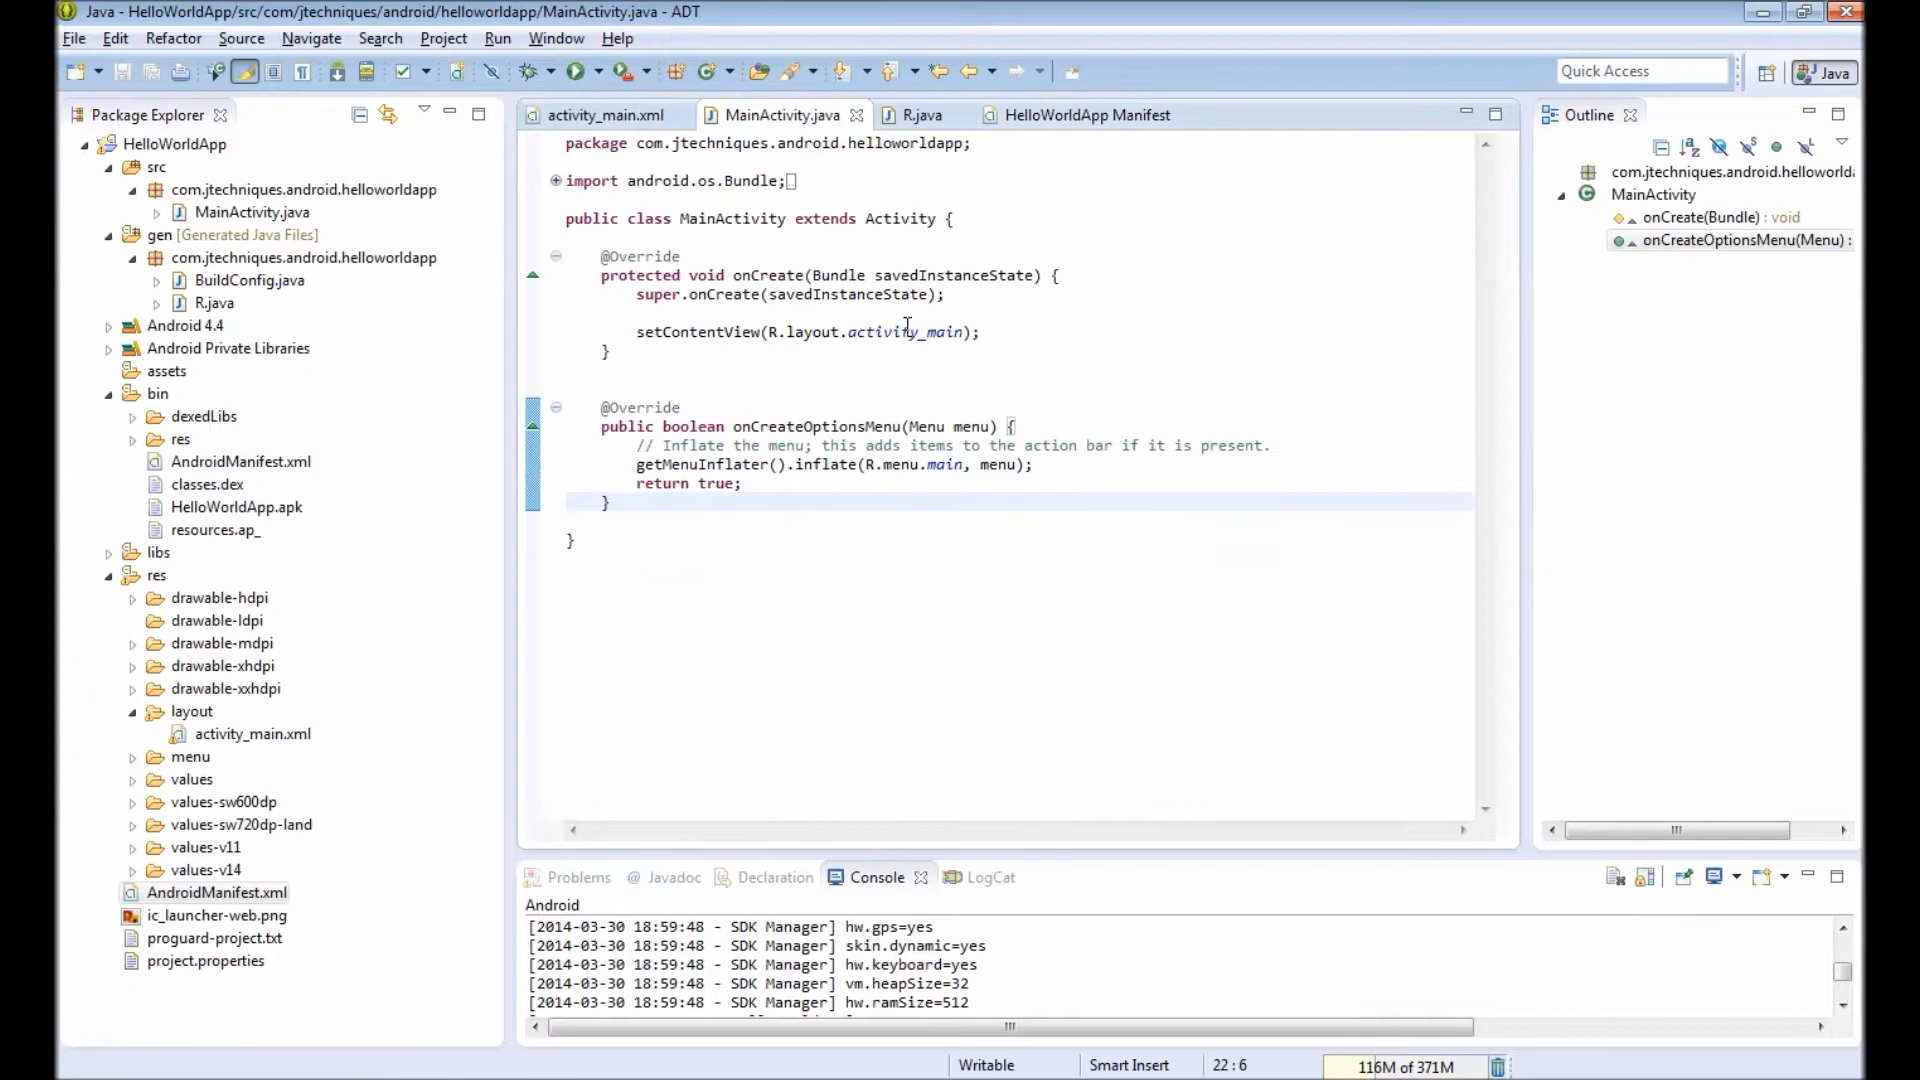 Java - HelloWorldApp/src/com/jtechniques/android/helloworldapp/MainActivity.java - ADT
File Edit Refactor Source Navigate Search Project Run Window Help
Quick Access
Java
Package Explorer
HelloWorldApp
src
com.jtechniques.android.helloworldapp
MainActivity.java
gen [Generated Java Files]
com.jtechniques.android.helloworldapp
BuildConfig.java
R.java
Android 4.4
Android Private Libraries
assets
bin
dexedLibs
res
AndroidManifest.xml
classes.dex
HelloWorldApp.apk
resources.ap_
libs
res
drawable-hdpi
drawable-ldpi
drawable-mdpi
drawable-xhdpi
drawable-xxhdpi
layout
activity_main.xml
menu
values
values-sw600dp
values-sw720dp-land
values-v11
values-v14
AndroidManifest.xml
ic_launcher-web.png
proguard-project.txt
project.properties
activity_main.xml MainActivity.java R.java HelloWorldApp Manifest
package com.jtechniques.android.helloworldapp;
import android.os.Bundle;
public class MainActivity extends Activity {
@Override
protected void onCreate(Bundle savedInstanceState) {
super.onCreate(savedInstanceState);
setContentView(R.layout.activity_main);
}
@Override
public boolean onCreateOptionsMenu(Menu menu) {
// Inflate the menu; this adds items to the action bar if it is present.
getMenuInflater().inflate(R.menu.main, menu);
return true;
}
}
Outline
com.jtechniques.android.helloworlda
MainActivity
onCreate(Bundle) : void
onCreateOptionsMenu(Menu) :
Problems @ Javadoc Declaration Console LogCat
Android
[2014-03-30 18:59:48 - SDK Manager] hw.gps=yes
[2014-03-30 18:59:48 - SDK Manager] skin.dynamic=yes
[2014-03-30 18:59:48 - SDK Manager] hw.keyboard=yes
[2014-03-30 18:59:48 - SDK Manager] vm.heapSize=32
[2014-03-30 18:59:48 - SDK Manager] hw.ramSize=512
Writable Smart Insert 22 : 6 116M of 371M